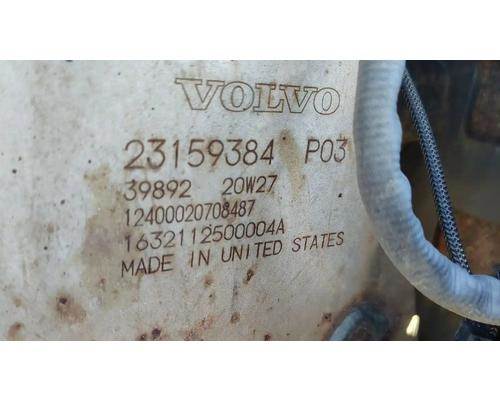 VOLVO
23159384 P03
39892 20W27
12400020708487
1632112500004A
MADE IN UNITED STATES